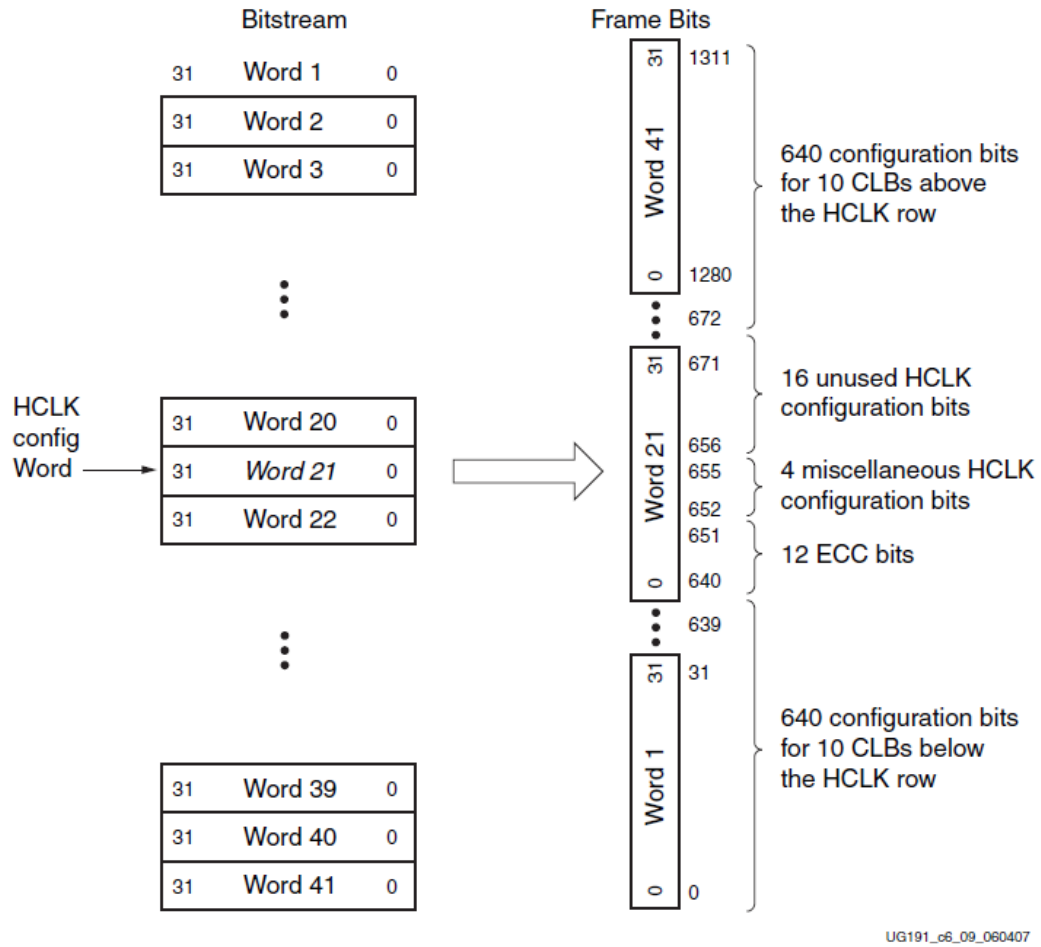 Bitstream
31 Word 1 0
31 Word 2 0
31 Word 3 0
HCLK
config
Word
31 Word 20 0
31 Word 21 0
31 Word 22 0
31 Word 39 0
31 Word 40 0
31 Word 41 0
Frame Bits
31 Word 41 0
1311
1280
672
640 configuration bits
for 10 CLBs above
the HCLK row
31 Word 21 0
671
656
655
652
651
640
16 unused HCLK
configuration bits
4 miscellaneous HCLK
configuration bits
12 ECC bits
639
31 Word 1 0
31
0
640 configuration bits
for 10 CLBs below
the HCLK row
UG191_c6_09_060407